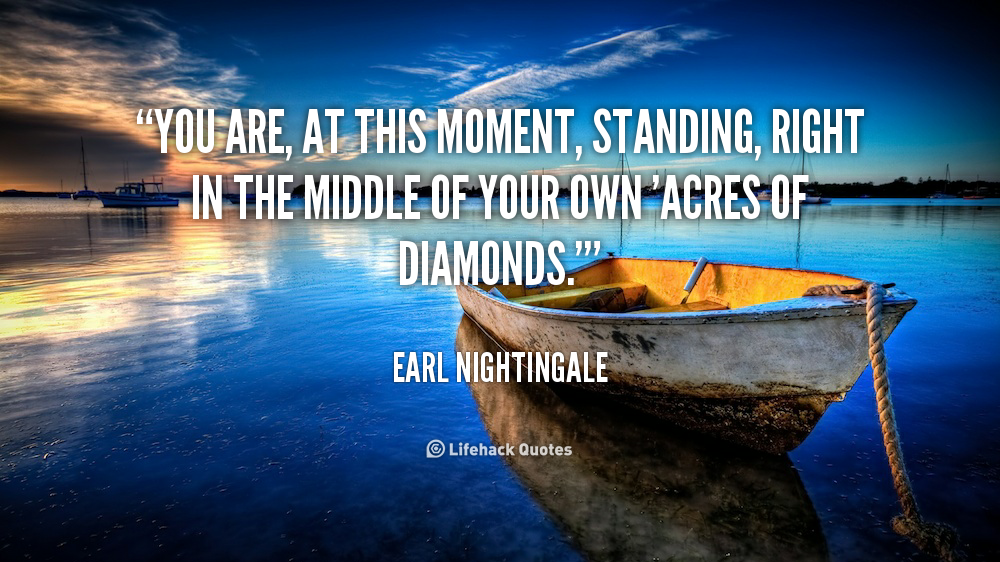 “YOU ARE, AT THIS MOMENT, STANDING, RIGHT
IN THE MIDDLE OF YOUR OWN 'ACRES OF
DIAMONDS.'”
EARL NIGHTINGALE
Lifehack Quotes